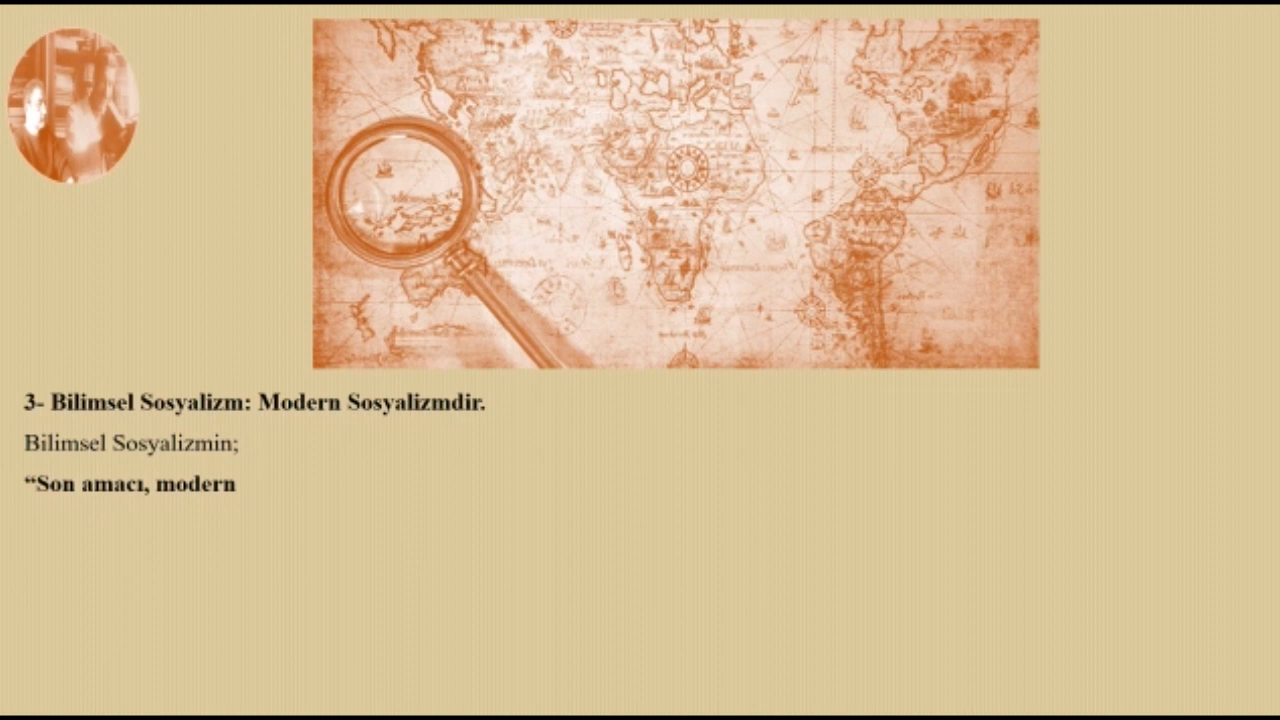 3- Bilimsel Sosyalizm: Modern Sosyalizmdir.
Bilimsel Sosyalizmin;
“Son amacı, modern